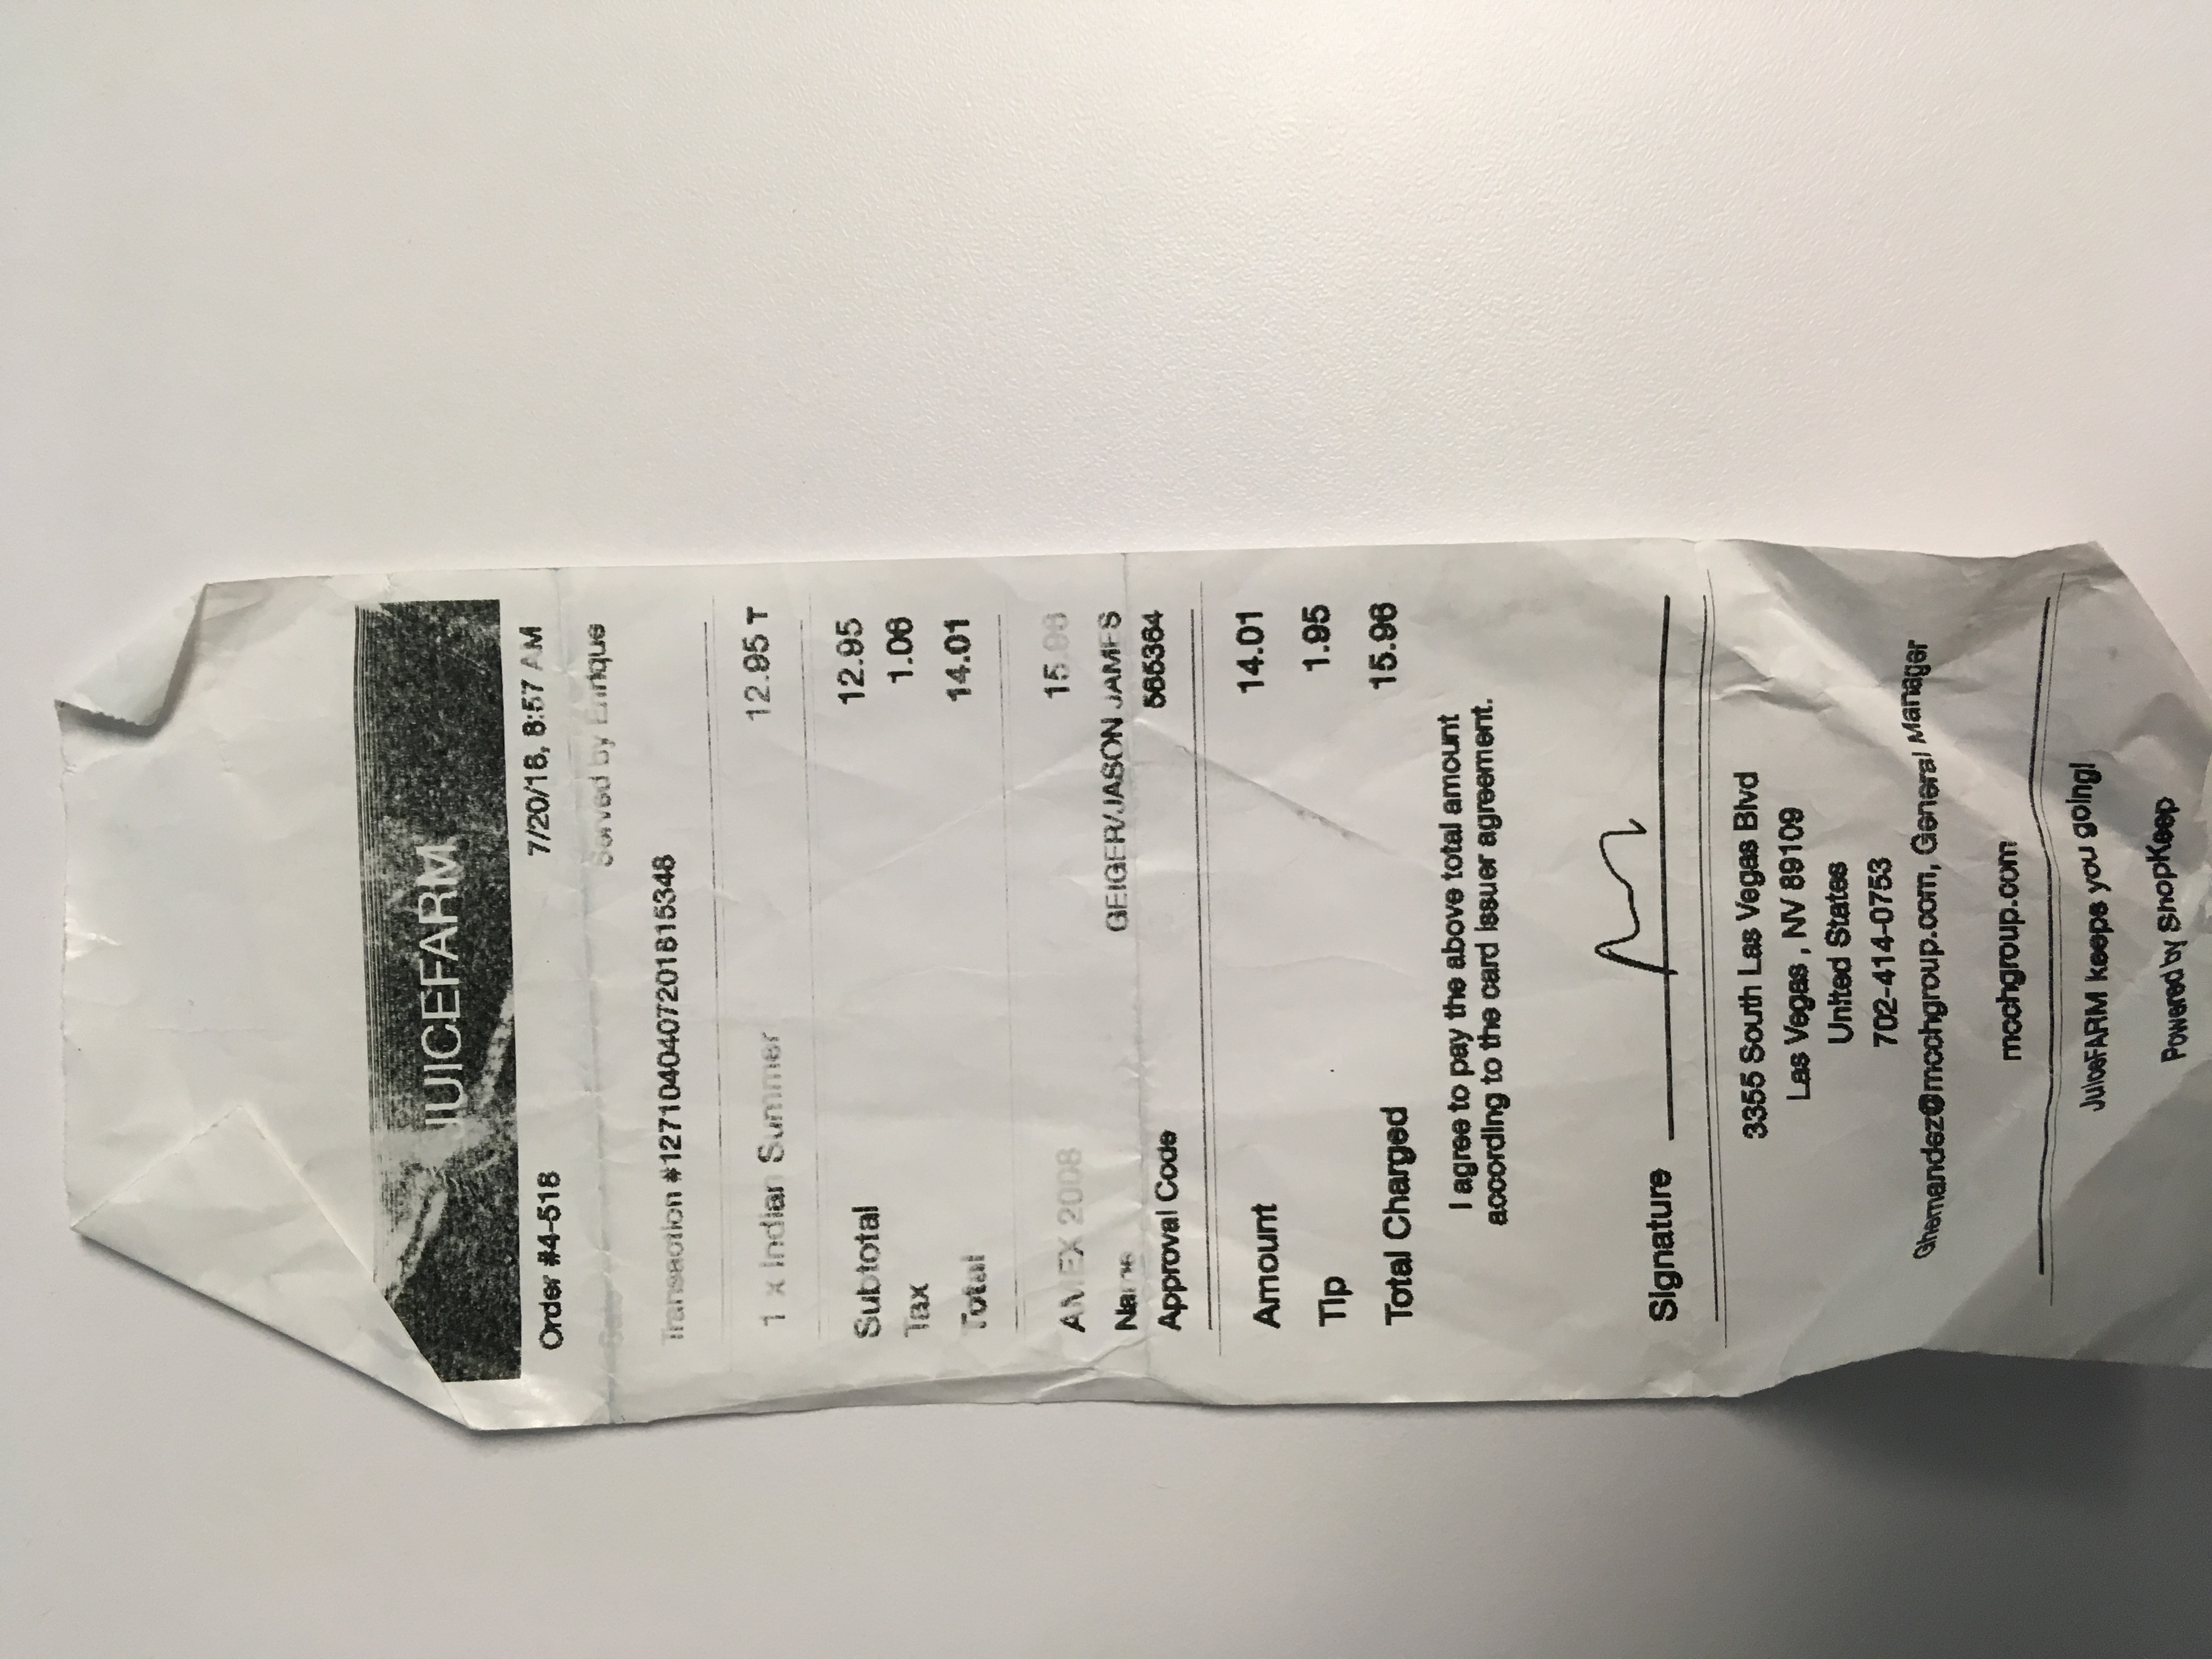 JUICEFARM
Order #4-518 7/20/18, 8:57 AM
Sale Served by Enrique
Transaction #1271040407201815348
1 x Indian Summer 12.95 T
Subtotal 12.95
Tax 1.06
Total 14.01
AMEX 2008 15.96
Name GEIGER/JASON JAMES
Approval Code 565364
Amount 14.01
Tip 1.95
Total Charged 15.96
I agree to pay the above total amount
according to the card issuer agreement.
Signature
3355 South Las Vegas Blvd
Las Vegas , NV 89109
United States
702-414-0753
Ghernandez@mcchgroup.com, General Manager
mcchgroup.com
JuiceFARM keeps you going!
Powered by ShopKeep